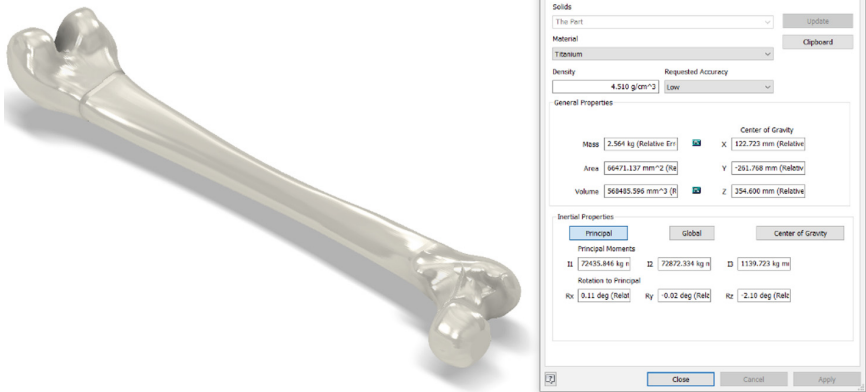 Solids
The Part
Update
Material
Clipboard
Titanium
Density Requested Accuracy
4.510 g/cm^3 Low
General Properties
Center of Gravity
Mass 2.564 kg (Relative Err X 122.723 mm (Relative
Area 66471.137 mm^2 (Re Y -261.768 mm (Relativ
Volume 568485.596 mm^3 (R Z 354.600 mm (Relative
Inertial Properties
Principal Global Center of Gravity
Principal Moments
I1 72435.846 kg n I2 72872.334 kg n I3 1139.723 kg m
Rotation to Principal
Rx 0.11 deg (Relat Ry -0.02 deg (Rela Rz -2.10 deg (Rela
Close Cancel Apply